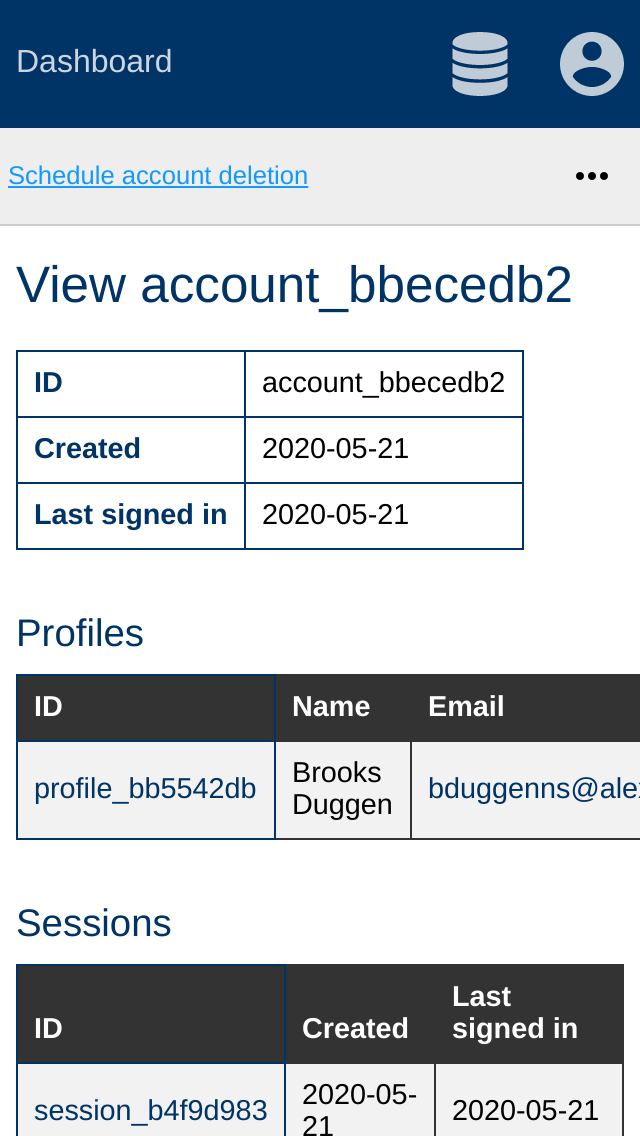 Dashboard
Schedule account deletion
View account_bbecedb2
ID account_bbecedb2
Created 2020-05-21
Last signed in 2020-05-21
Profiles
ID Name Email
profile_bb5542db Brooks Duggen bduggenns@ale
Sessions
ID Created Last signed in
session_b4f9d983 2020-05-21 2020-05-21